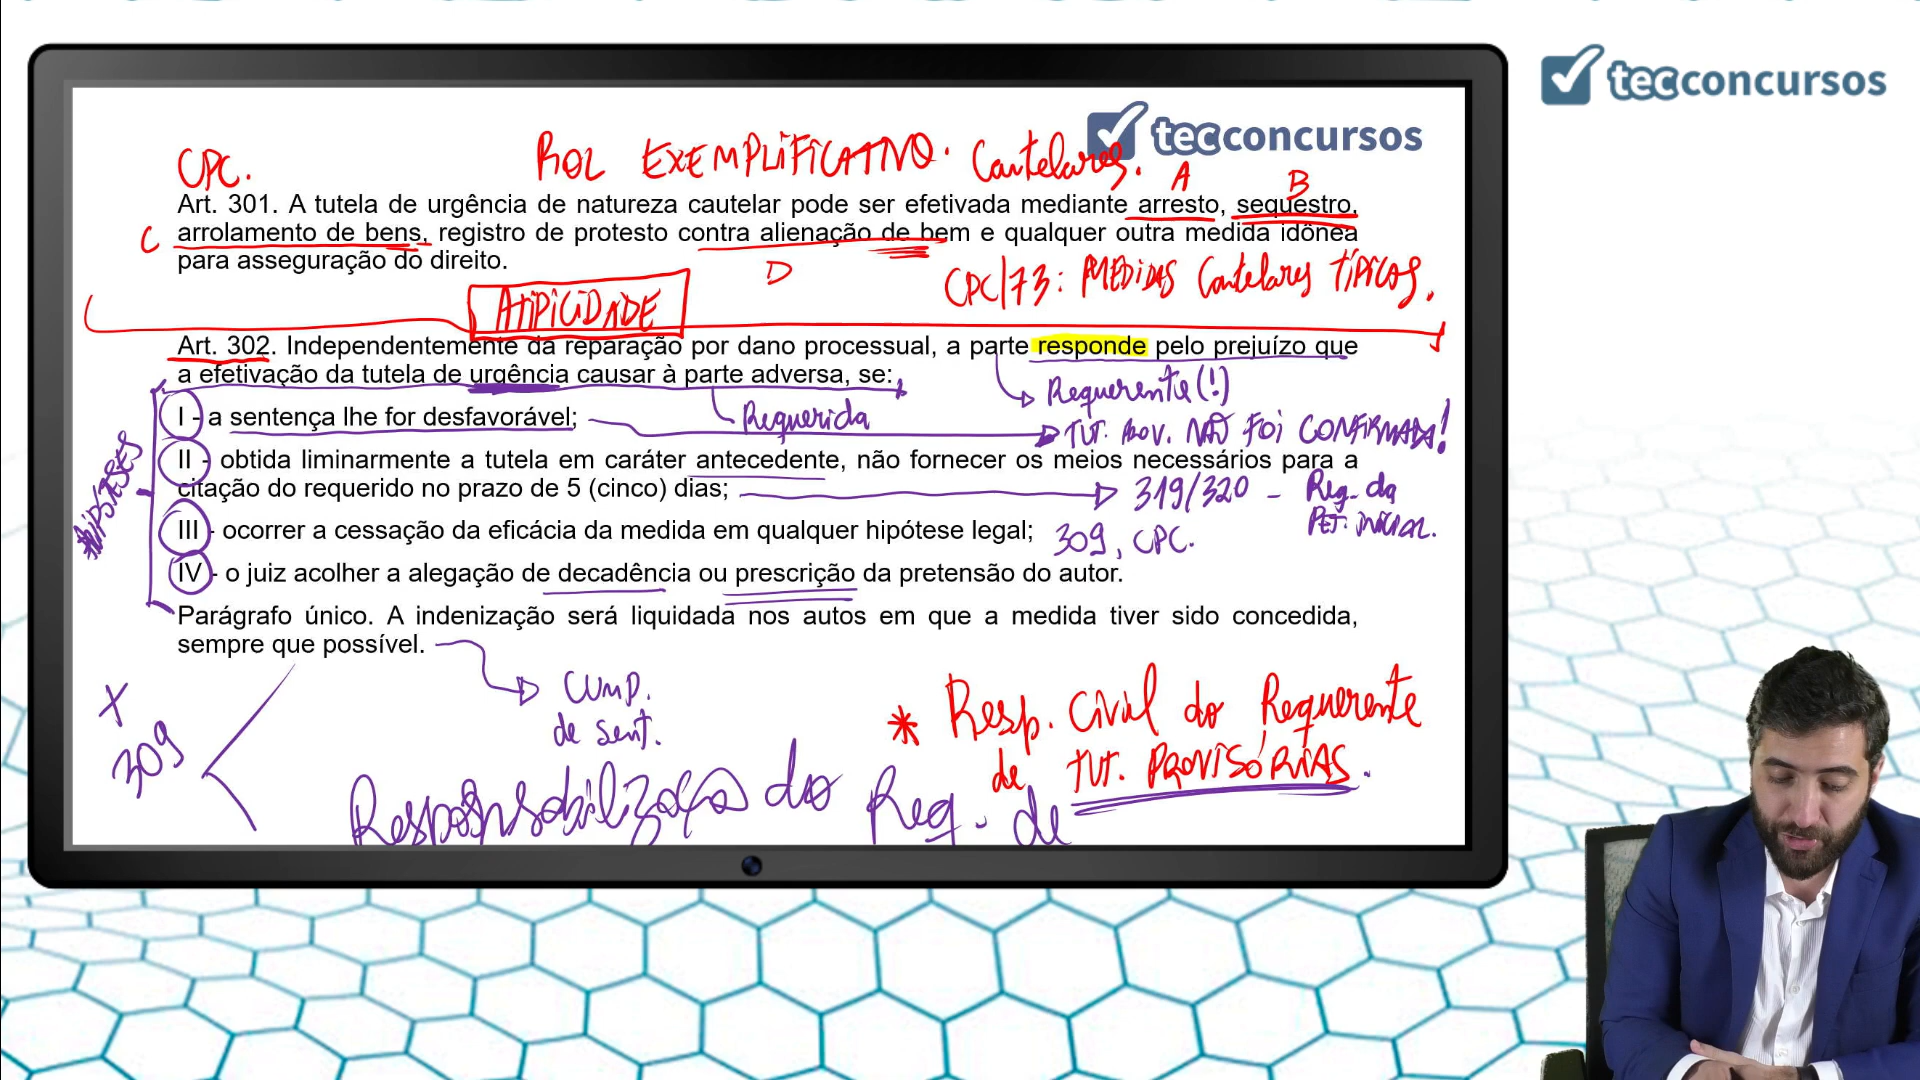 tecconcursos
tecconcursos
CPC. ROL EXEMPLIFICATIVO. Cautelares.
A B
Art. 301. A tutela de urgência de natureza cautelar pode ser efetivada mediante arresto, sequestro,
C arrolamento de bens, registro de protesto contra alienação de bem e qualquer outra medida idônea
para asseguração do direito.
D
CPC/73: MEDIDAS Cautelares TÍPICAS.
ATIPICIDADE
Art. 302. Independentemente da reparação por dano processual, a parte responde pelo prejuízo que
a efetivação da tutela de urgência causar à parte adversa, se:
Requerente (!)
I - a sentença lhe for desfavorável;
Requerida
TUT. PROV. NÃO FOI CONFIRMADA!
II - obtida liminarmente a tutela em caráter antecedente, não fornecer os meios necessários para a
citação do requerido no prazo de 5 (cinco) dias;
319/320 - Req. da
PET. INICIAL.
HIPÓTESES
III - ocorrer a cessação da eficácia da medida em qualquer hipótese legal;
309, CPC.
IV - o juiz acolher a alegação de decadência ou prescrição da pretensão do autor.
Parágrafo único. A indenização será liquidada nos autos em que a medida tiver sido concedida,
sempre que possível.
CUMP.
de sent.
X
309
* Resp. Civil do Requerente
de TUT. PROVISÓRIAS.
Responsabilização do Req. de